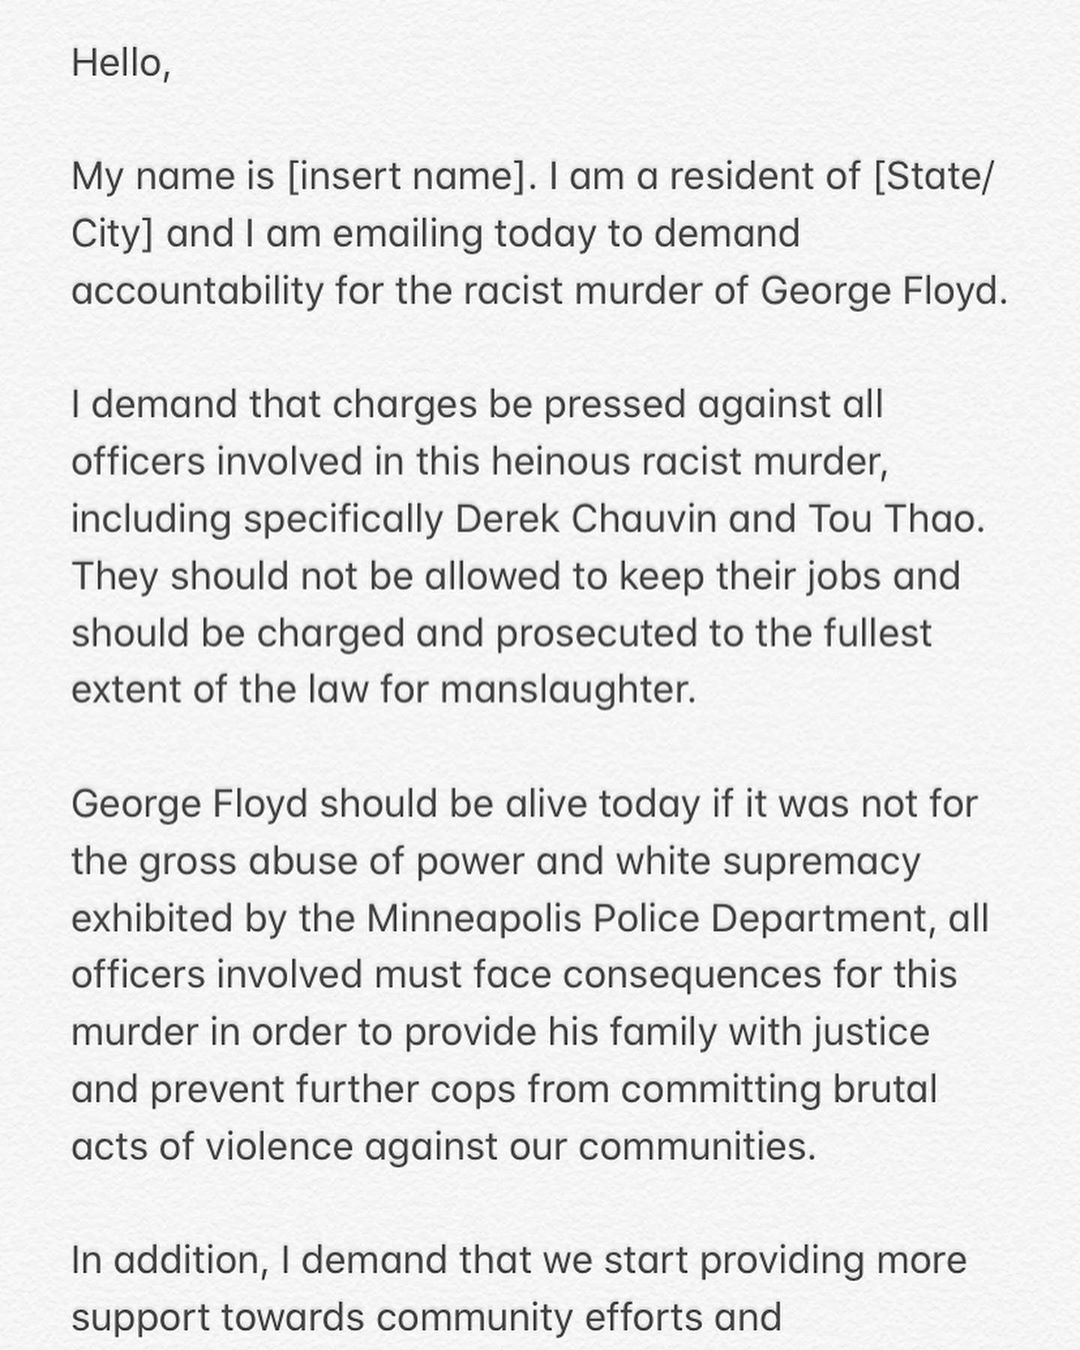 Hello,
My name is [insert name]. I am a resident of [State/
City] and I am emailing today to demand
accountability for the racist murder of George Floyd.
I demand that charges be pressed against all
officers involved in this heinous racist murder,
including specifically Derek Chauvin and Tou Thao.
They should not be allowed to keep their jobs and
should be charged and prosecuted to the fullest
extent of the law for manslaughter.
George Floyd should be alive today if it was not for
the gross abuse of power and white supremacy
exhibited by the Minneapolis Police Department, all
officers involved must face consequences for this
murder in order to provide his family with justice
and prevent further cops from committing brutal
acts of violence against our communities.
In addition, I demand that we start providing more
support towards community efforts and